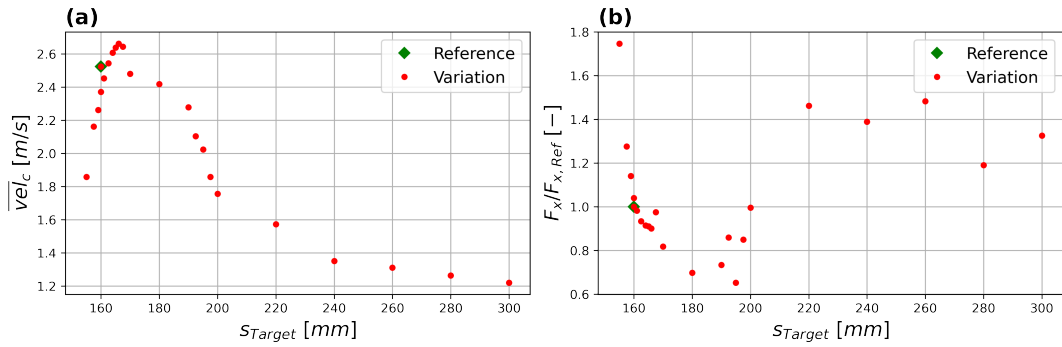 (a)
2.6
2.4
2.2
2.0
1.8
1.6
1.4
1.2
160 180 200 220 240 260 280 300
s_Target [mm]
vel_c [m/s]
Reference
Variation
(b)
1.8
1.6
1.4
1.2
1.0
0.8
0.6
160 180 200 220 240 260 280 300
s_Target [mm]
F_x/F_x, Ref [−]
Reference
Variation